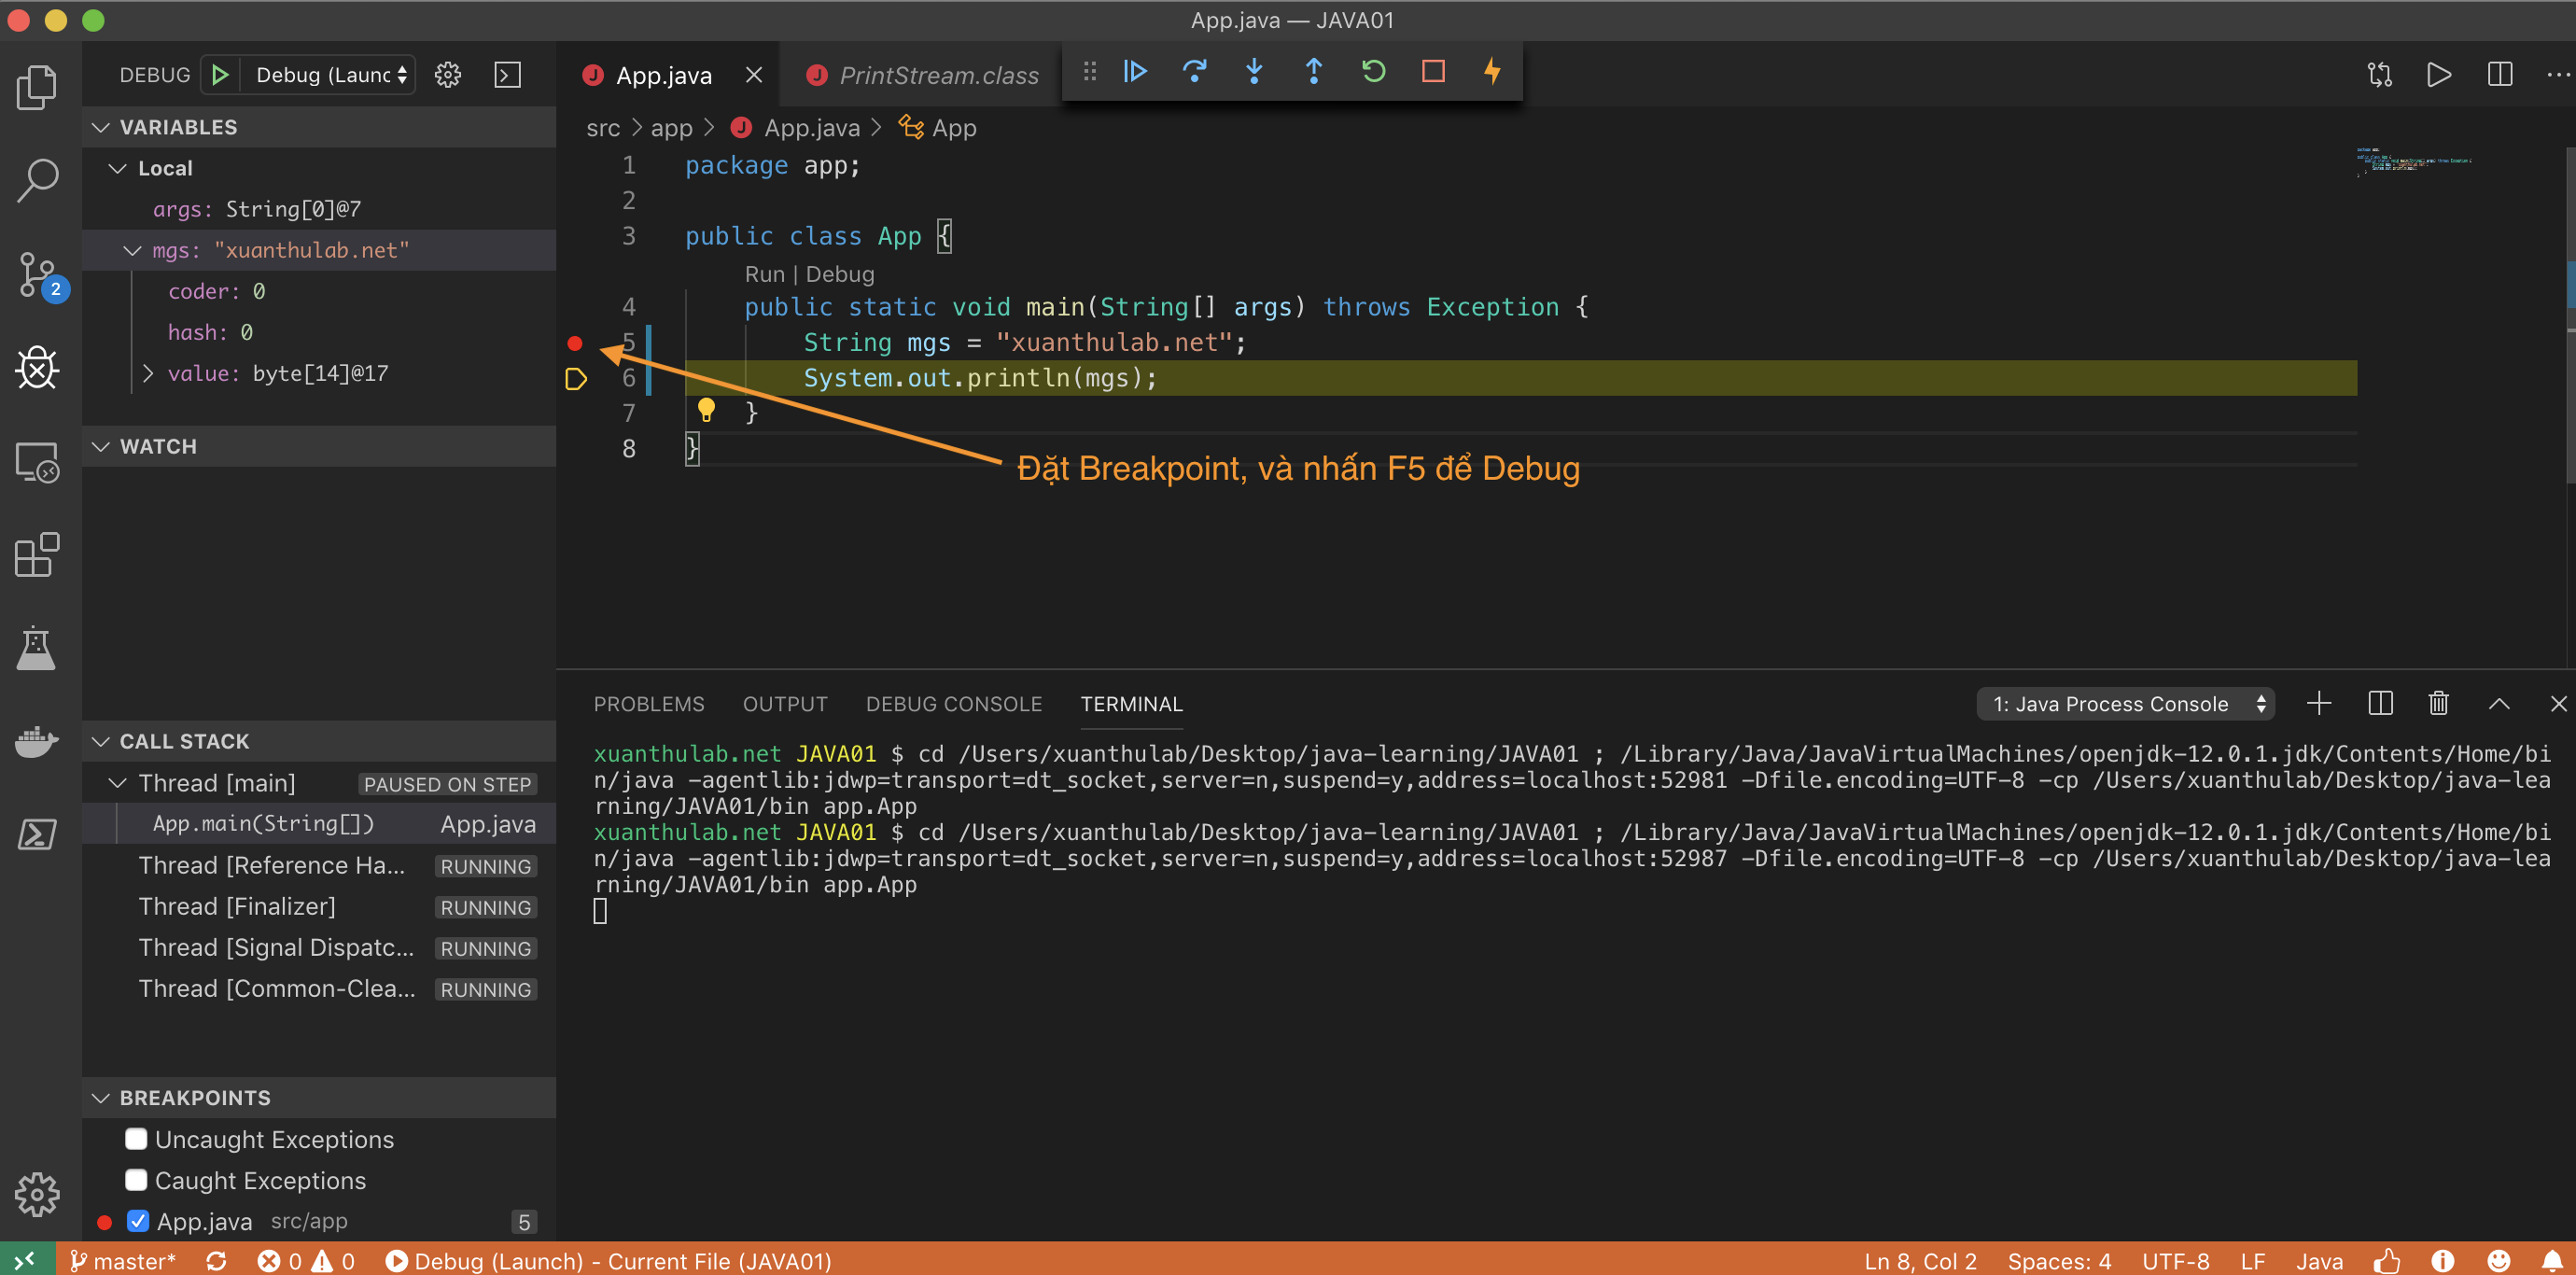 App.java — JAVA01
DEBUG Debug (Launc
App.java
PrintStream.class
VARIABLES
Local
args: String[0]@7
mgs: "xuanthulab.net"
coder: 0
hash: 0
value: byte[14]@17
WATCH
CALL STACK
Thread [main] PAUSED ON STEP
App.main(String[]) App.java
Thread [Reference Ha... RUNNING
Thread [Finalizer] RUNNING
Thread [Signal Dispatc... RUNNING
Thread [Common-Clea... RUNNING
BREAKPOINTS
Uncaught Exceptions
Caught Exceptions
App.java src/app 5
2
src > app > App.java > App
1 package app;
2
3 public class App {
Run | Debug
4 public static void main(String[] args) throws Exception {
5 String mgs = "xuanthulab.net";
6 System.out.println(mgs);
7 }
8 }
Đặt Breakpoint, và nhấn F5 để Debug
PROBLEMS OUTPUT DEBUG CONSOLE TERMINAL 1: Java Process Console
xuanthulab.net JAVA01 $ cd /Users/xuanthulab/Desktop/java-learning/JAVA01 ; /Library/Java/JavaVirtualMachines/openjdk-12.0.1.jdk/Contents/Home/bi
n/java -agentlib:jdwp=transport=dt_socket,server=n,suspend=y,address=localhost:52981 -Dfile.encoding=UTF-8 -cp /Users/xuanthulab/Desktop/java-lea
rning/JAVA01/bin app.App
xuanthulab.net JAVA01 $ cd /Users/xuanthulab/Desktop/java-learning/JAVA01 ; /Library/Java/JavaVirtualMachines/openjdk-12.0.1.jdk/Contents/Home/bi
n/java -agentlib:jdwp=transport=dt_socket,server=n,suspend=y,address=localhost:52987 -Dfile.encoding=UTF-8 -cp /Users/xuanthulab/Desktop/java-lea
rning/JAVA01/bin app.App
master* 0 0 Debug (Launch) - Current File (JAVA01) Ln 8, Col 2 Spaces: 4 UTF-8 LF Java